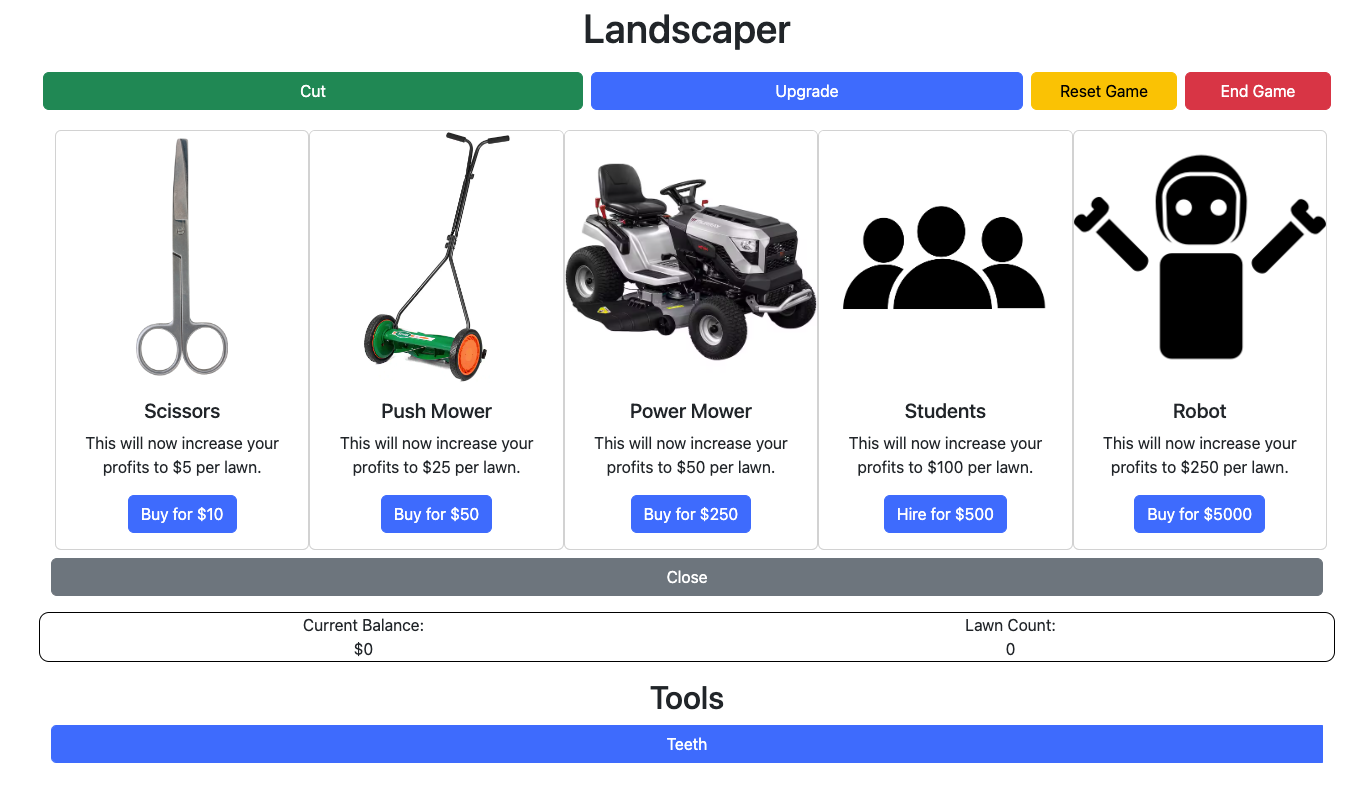 Landscaper
Cut
Upgrade
Reset Game
End Game
Scissors
This will now increase your
profits to $5 per lawn.
Buy for $10
Push Mower
This will now increase your
profits to $25 per lawn.
Buy for $50
Power Mower
This will now increase your
profits to $50 per lawn.
Buy for $250
Students
This will now increase your
profits to $100 per lawn.
Hire for $500
Robot
This will now increase your
profits to $250 per lawn.
Buy for $5000
Close
Current Balance:
$0
Lawn Count:
0
Tools
Teeth